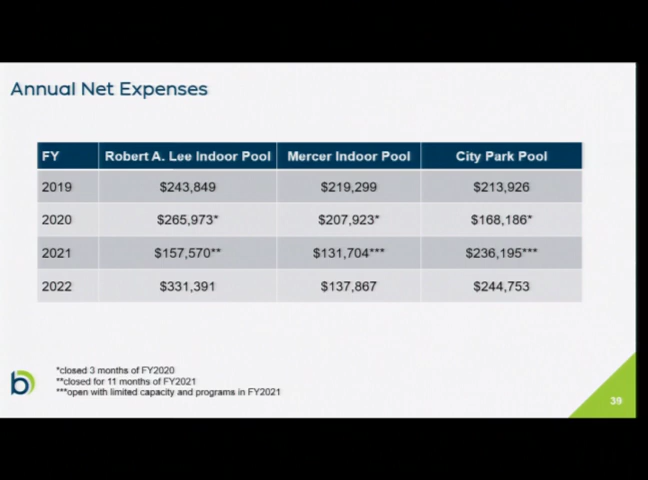 Annual Net Expenses
FY Robert A. Lee Indoor Pool Mercer Indoor Pool City Park Pool
2019 $243,849 $219,299 $213,926
2020 $265,973* $207,923* $168,186*
2021 $157,570** $131,704*** $236,195***
2022 $331,391 $137,867 $244,753
*closed 3 months of FY2020
**closed for 11 months of FY2021
***open with limited capacity and programs in FY2021
b
39